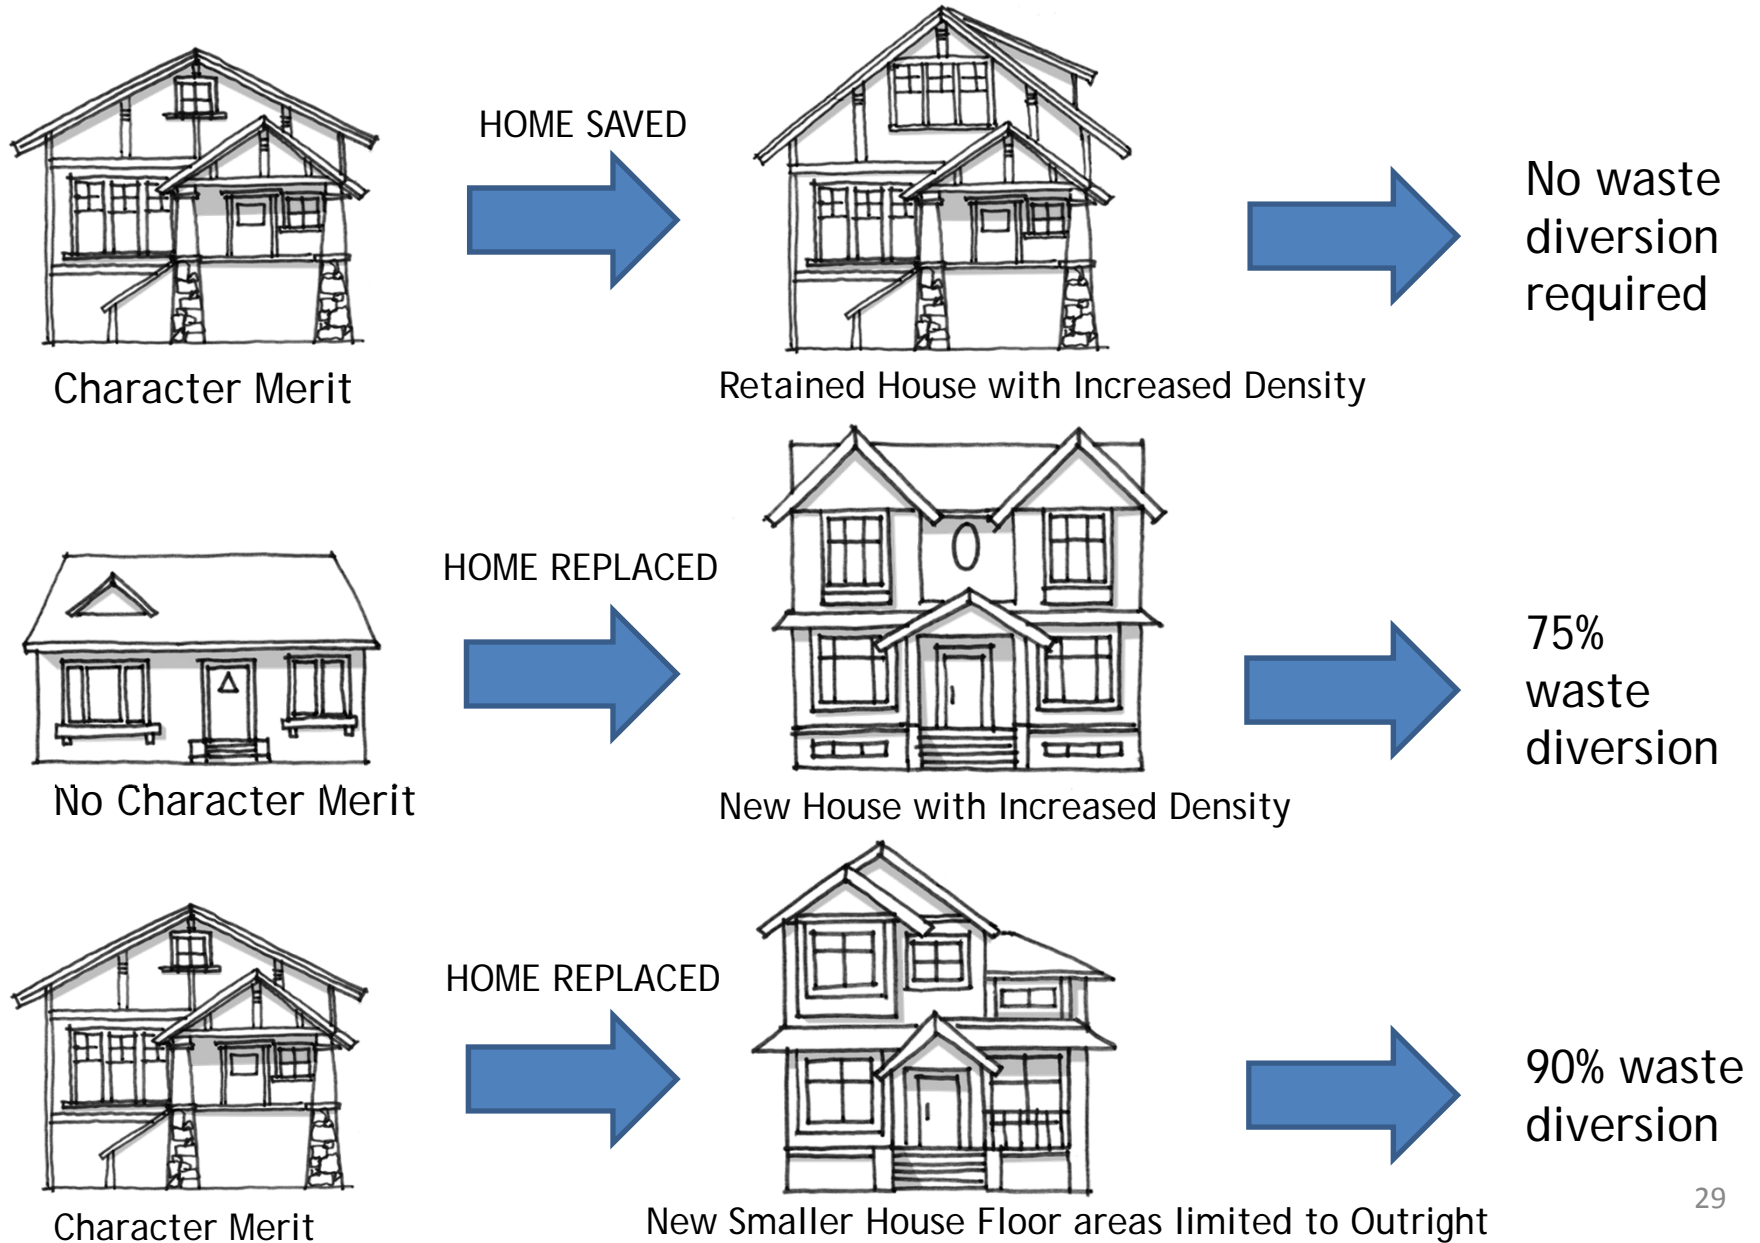 HOME SAVED
No waste
diversion
required
Character Merit
Retained House with Increased Density
HOME REPLACED
75%
waste
diversion
No Character Merit
New House with Increased Density
HOME REPLACED
90% waste
diversion
Character Merit
New Smaller House Floor areas limited to Outright
29